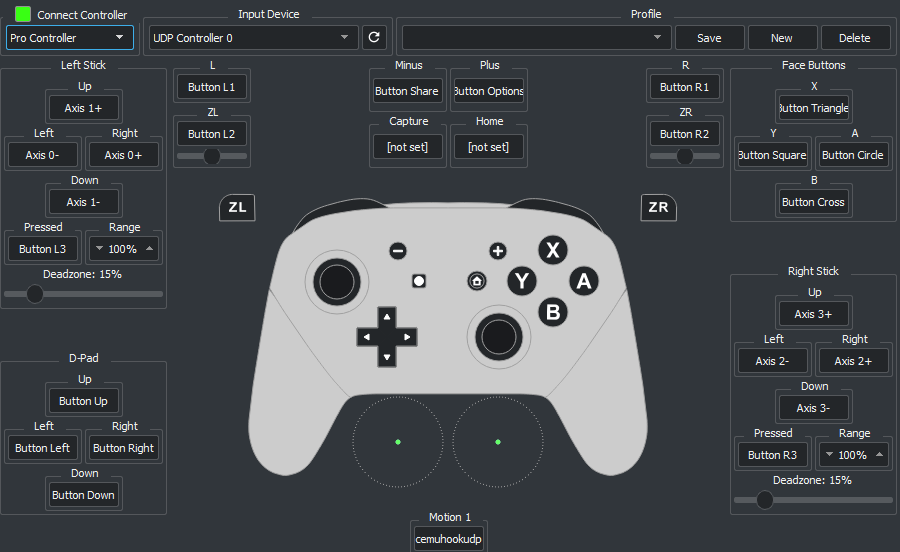 Connect Controller
Input Device
Profile
Pro Controller
UDP Controller 0
Save
New
Delete
Left Stick
Up
Axis 1+
Left
Right
Axis 0-
Axis 0+
Down
Axis 1-
Pressed
Range
Button L3
100%
Deadzone: 15%
L
Button L1
ZL
Button L2
Minus
Plus
Button Share
Button Options
Capture
Home
[not set]
[not set]
R
Button R1
ZR
Button R2
Face Buttons
X
Button Triangle
Y
A
Button Square
Button Circle
B
Button Cross
ZL
ZR
X
Y
A
B
D-Pad
Up
Button Up
Left
Right
Button Left
Button Right
Down
Button Down
Right Stick
Up
Axis 3+
Left
Right
Axis 2-
Axis 2+
Down
Axis 3-
Pressed
Range
Button R3
100%
Deadzone: 15%
Motion 1
cemuhookudp